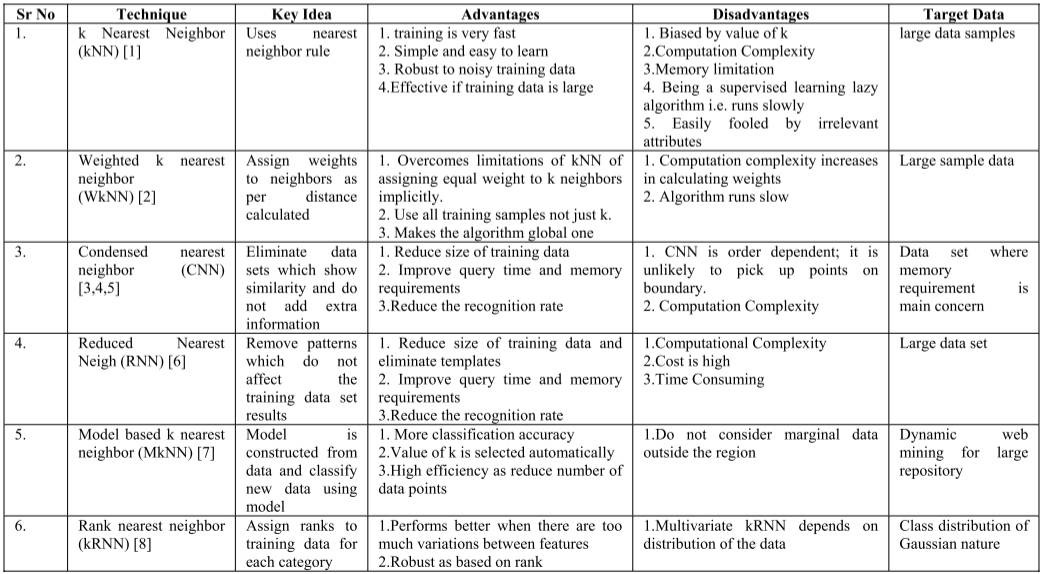 Sr No Technique Key Idea Advantages Disadvantages Target Data
1.
k Nearest Neighbor
(kNN) [1]
Uses nearest
neighbor rule
1. training is very fast
2. Simple and easy to learn
3. Robust to noisy training data
4.Effective if training data is large
1. Biased by value of k
2.Computation Complexity
3.Memory limitation
4. Being a supervised learning lazy
algorithm i.e. runs slowly
5. Easily fooled by irrelevant
attributes
large data samples
2.
Weighted k nearest
neighbor
(WkNN) [2]
Assign weights
to neighbors as
per distance
calculated
1. Overcomes limitations of kNN of
assigning equal weight to k neighbors
implicitly.
2. Use all training samples not just k.
3. Makes the algorithm global one
1. Computation complexity increases
in calculating weights
2. Algorithm runs slow
Large sample data
3.
Condensed nearest
neighbor (CNN)
[3,4,5]
Eliminate data
sets which show
similarity and do
not add extra
information
1. Reduce size of training data
2. Improve query time and memory
requirements
3.Reduce the recognition rate
1. CNN is order dependent; it is
unlikely to pick up points on
boundary.
2. Computation Complexity
Data set where
memory
requirement is
main concern
4.
Reduced Nearest
Neigh (RNN) [6]
Remove patterns
which do not
affect the
training data set
results
1. Reduce size of training data and
eliminate templates
2. Improve query time and memory
requirements
3.Reduce the recognition rate
1.Computational Complexity
2.Cost is high
3.Time Consuming
Large data set
5.
Model based k nearest
neighbor (MkNN) [7]
Model is
constructed from
data and classify
new data using
model
1. More classification accuracy
2.Value of k is selected automatically
3.High efficiency as reduce number of
data points
1.Do not consider marginal data
outside the region
Dynamic web
mining for large
repository
6.
Rank nearest neighbor
(kRNN) [8]
Assign ranks to
training data for
each category
1.Performs better when there are too
much variations between features
2.Robust as based on rank
1.Multivariate kRNN depends on
distribution of the data
Class distribution of
Gaussian nature